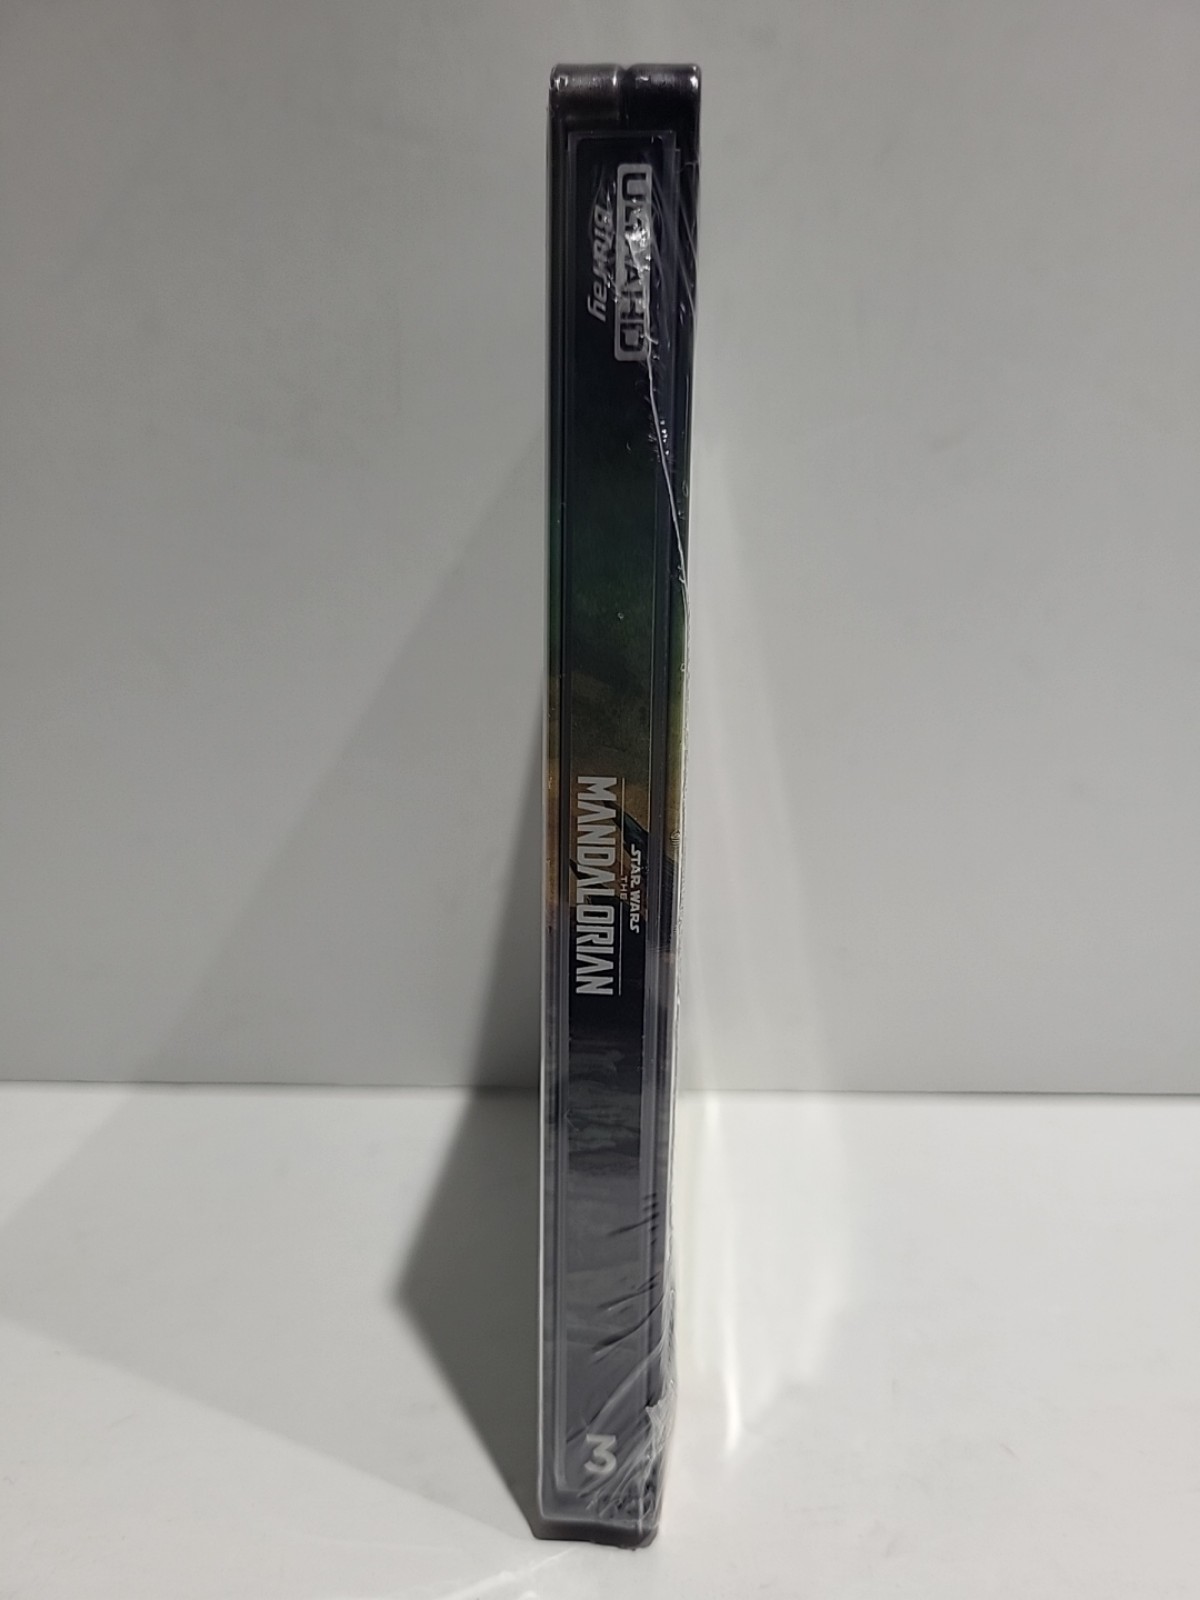 ULTRA HD
Blu-ray
STAR WARS
THE
MANDALORIAN
3